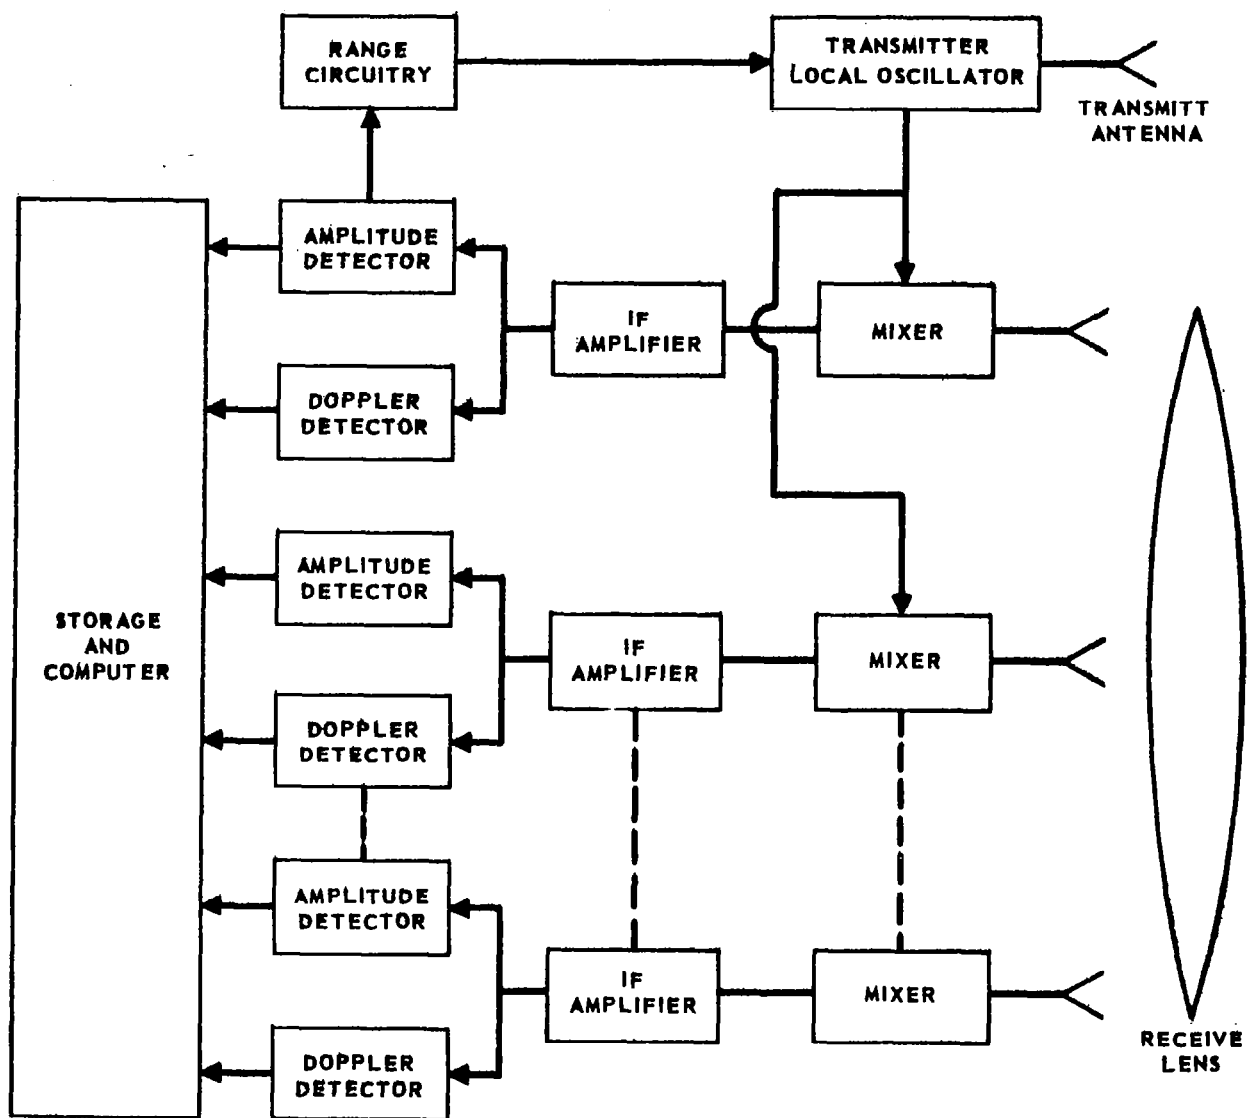 RANGE
CIRCUITRY
TRANSMITTER
LOCAL OSCILLATOR
TRANSMITT
ANTENNA
AMPLITUDE
DETECTOR
IF
AMPLIFIER
MIXER
DOPPLER
DETECTOR
AMPLITUDE
DETECTOR
STORAGE
AND
COMPUTER
IF
AMPLIFIER
MIXER
DOPPLER
DETECTOR
AMPLITUDE
DETECTOR
IF
AMPLIFIER
MIXER
RECEIVE
LENS
DOPPLER
DETECTOR